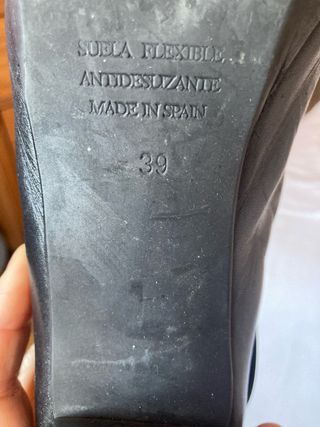 SUELA FLEXIBLE
ANTIDESLIZANTE
MADE IN SPAIN
39